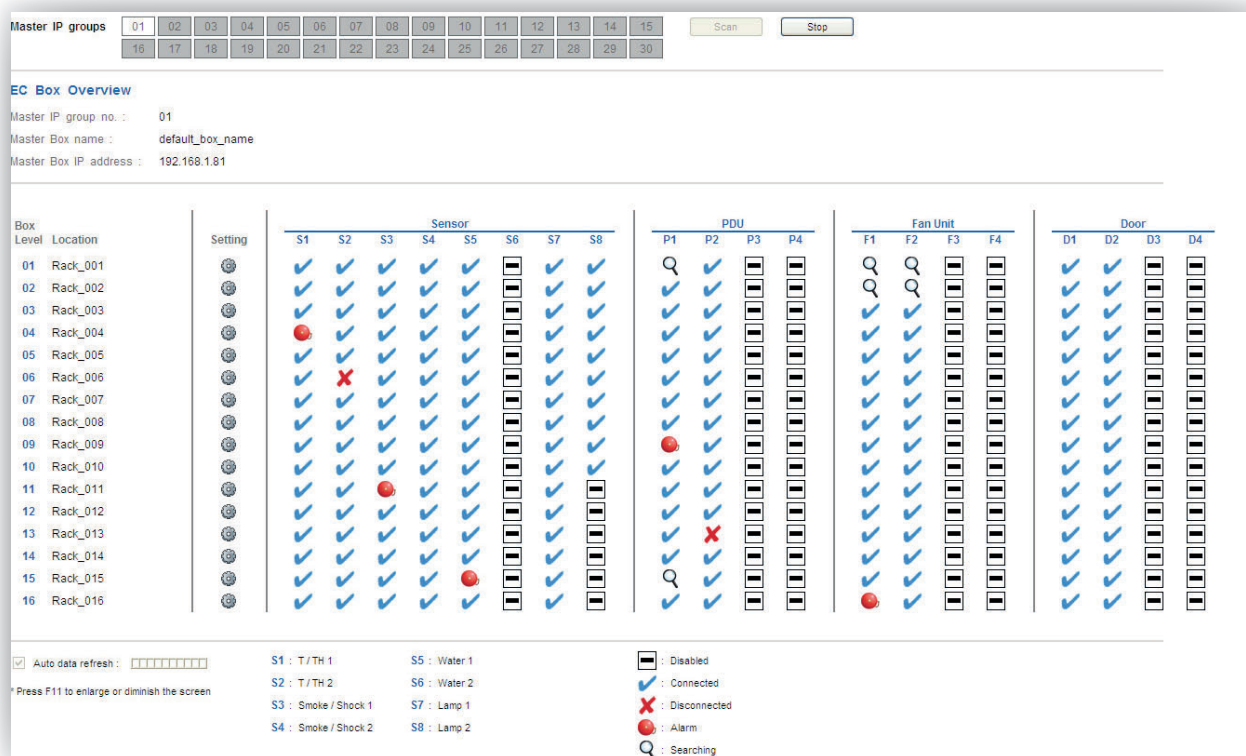 Master IP groups 01 02 03 04 05 06 07 08 09 10 11 12 13 14 15 Scan Stop
16 17 18 19 20 21 22 23 24 25 26 27 28 29 30
EC Box Overview
Master IP group no. : 01
Master Box name : default_box_name
Master Box IP address : 192.168.1.81
Box Sensor PDU Fan Unit Door
Level Location Setting S1 S2 S3 S4 S5 S6 S7 S8 P1 P2 P3 P4 F1 F2 F3 F4 D1 D2 D3 D4
01 Rack_001
02 Rack_002
03 Rack_003
04 Rack_004
05 Rack_005
06 Rack_006
07 Rack_007
08 Rack_008
09 Rack_009
10 Rack_010
11 Rack_011
12 Rack_012
13 Rack_013
14 Rack_014
15 Rack_015
16 Rack_016
Auto data refresh : S1 : T / TH 1 S5 : Water 1 : Disabled
S2 : T / TH 2 S6 : Water 2 : Connected
* Press F11 to enlarge or diminish the screen
S3 : Smoke / Shock 1 S7 : Lamp 1 : Disconnected
S4 : Smoke / Shock 2 S8 : Lamp 2 : Alarm
: Searching